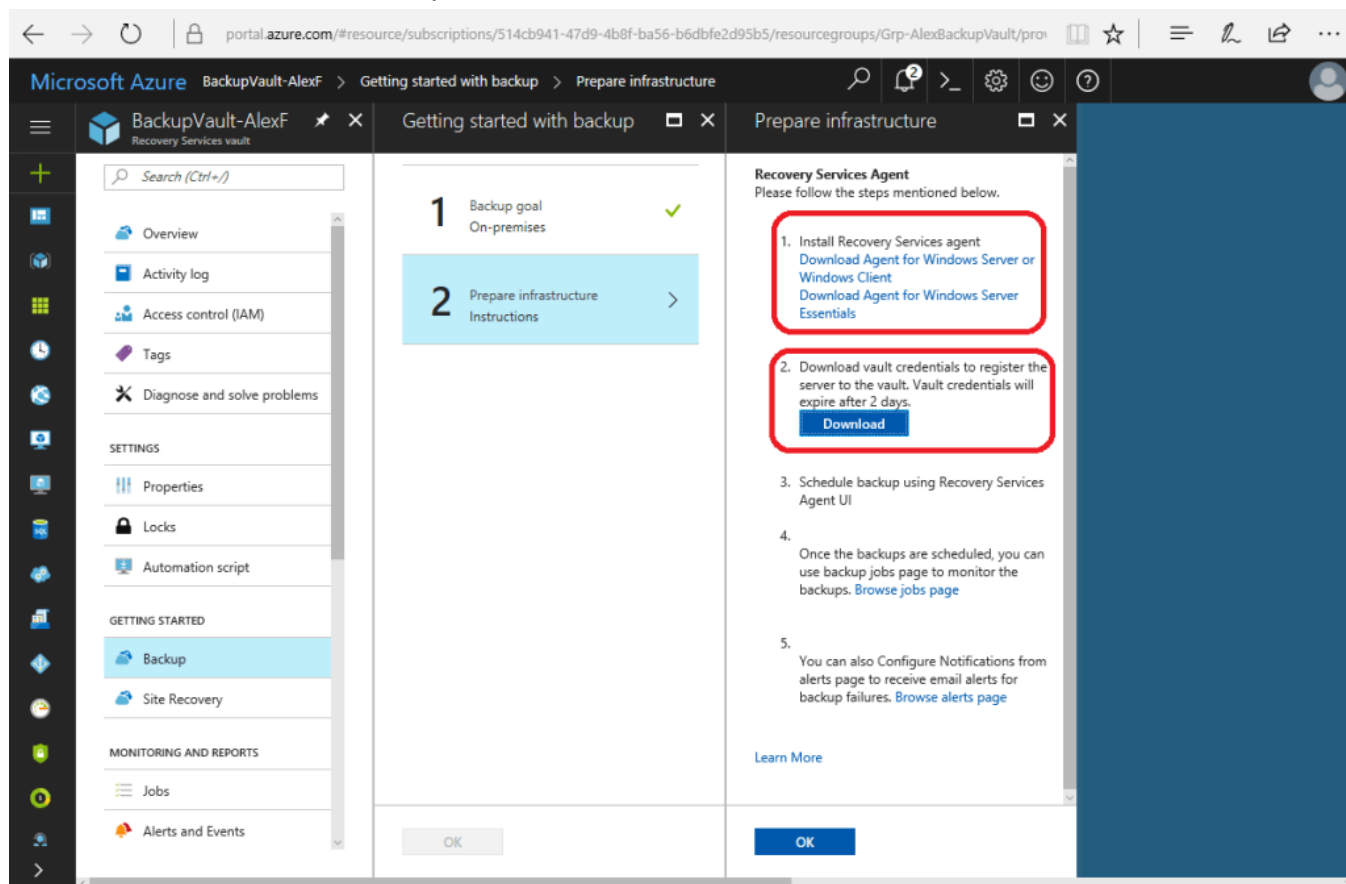 portal.azure.com/#resource/subscriptions/514cb941-47d9-4b8f-ba56-b6dbfe2d95b5/resourcegroups/Grp-AlexBackupVault/prov
Microsoft Azure BackupVault-AlexF > Getting started with backup > Prepare infrastructure
2
BackupVault-AlexF
Recovery Services vault
Search (Ctrl+/)
Overview
Activity log
Access control (IAM)
Tags
Diagnose and solve problems
SETTINGS
Properties
Locks
Automation script
GETTING STARTED
Backup
Site Recovery
MONITORING AND REPORTS
Jobs
Alerts and Events
Getting started with backup
1 Backup goal
On-premises
2 Prepare infrastructure
Instructions
OK
Prepare infrastructure
Recovery Services Agent
Please follow the steps mentioned below.
1. Install Recovery Services agent
Download Agent for Windows Server or
Windows Client
Download Agent for Windows Server
Essentials
2. Download vault credentials to register the
server to the vault. Vault credentials will
expire after 2 days.
Download
3. Schedule backup using Recovery Services
Agent UI
4.
Once the backups are scheduled, you can
use backup jobs page to monitor the
backups. Browse jobs page
5.
You can also Configure Notifications from
alerts page to receive email alerts for
backup failures. Browse alerts page
Learn More
OK
SQL